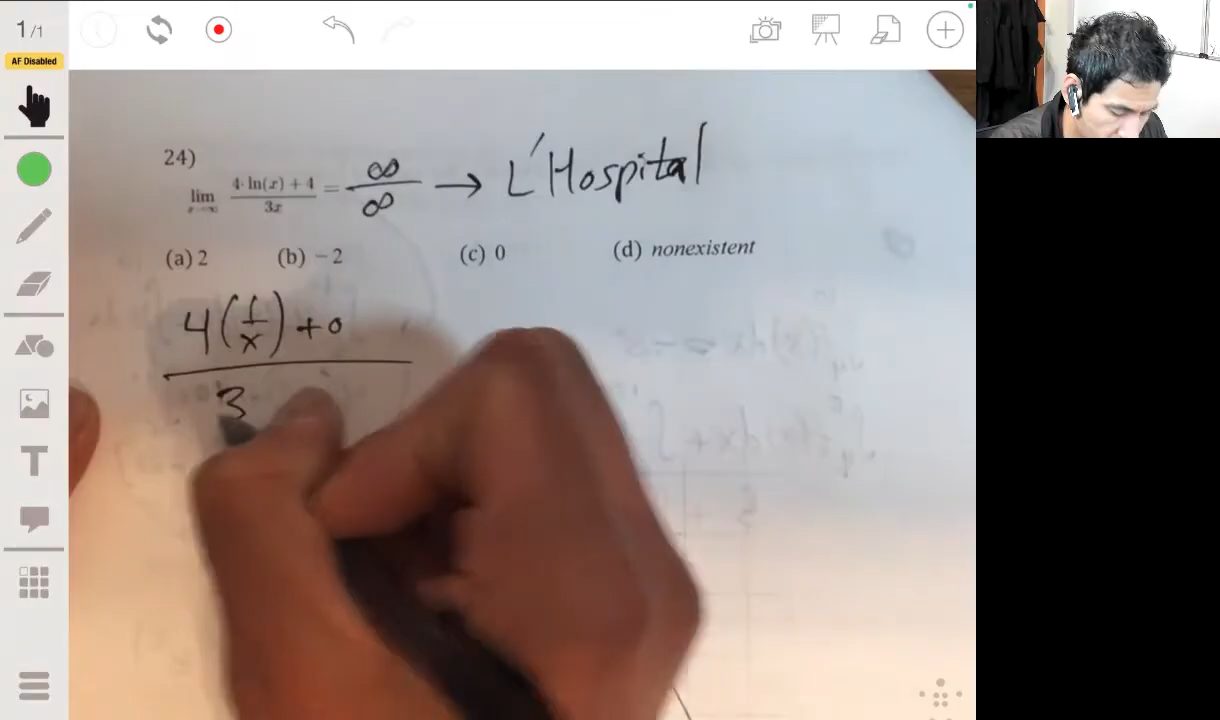 1/1
AF Disabled
24)
lim 4·ln(x) + 4 / 3x = ∞/∞ → L'Hospital
(a) 2 (b) − 2 (c) 0 (d) nonexistent
4(1/x) + 0
3
T